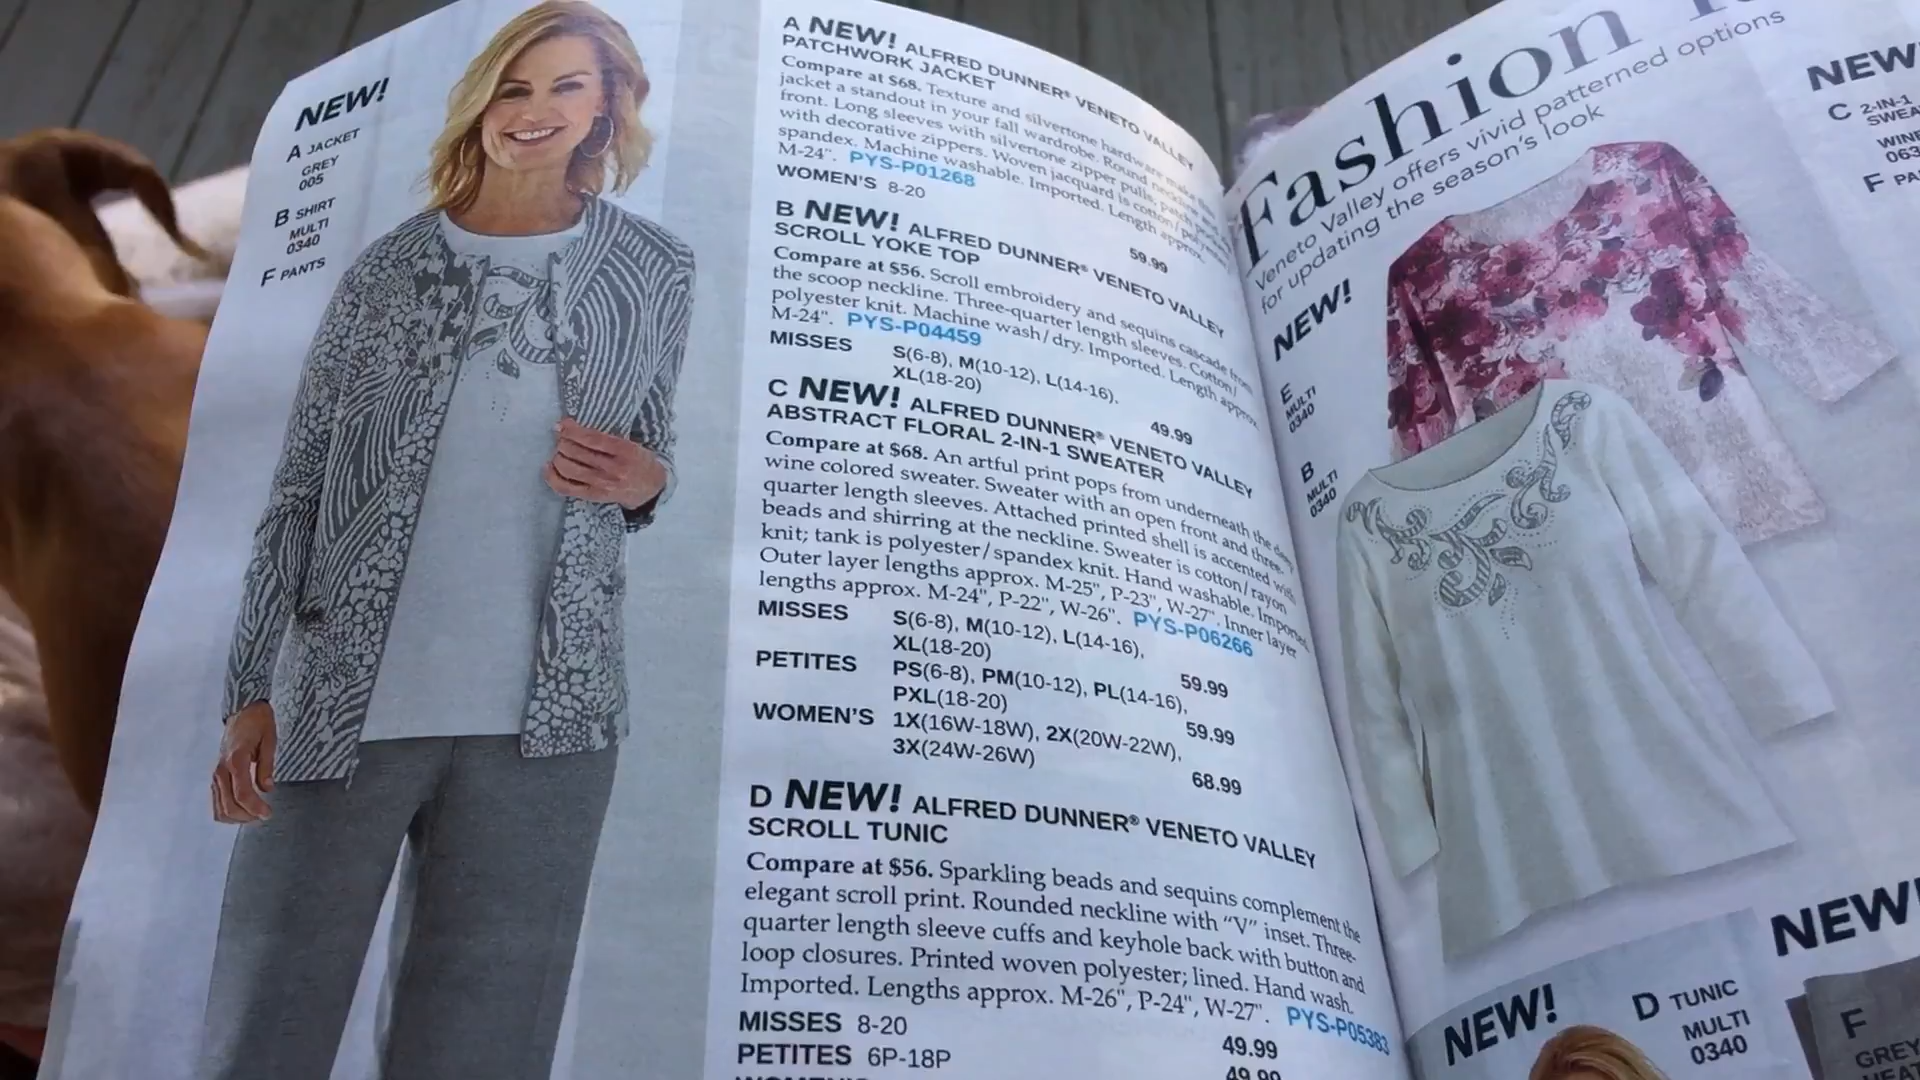 NEW!
A JACKET
GREY
005
B SHIRT
MULTI
0340
F PANTS
A NEW! ALFRED DUNNER® VENETO VALLEY
PATCHWORK JACKET
Compare at $68. Texture and silvertone hardware make this
jacket a standout in your fall wardrobe. Round neckline
front. Long sleeves with silvertone zipper pulls; patch
with decorative zippers. Woven jacquard is cotton/polyester/
spandex. Machine washable. Imported. Length approx.
M-24". PYS-P01268
WOMEN'S 8-20
59.99
B NEW! ALFRED DUNNER® VENETO VALLEY
SCROLL YOKE TOP
Compare at $56. Scroll embroidery and sequins cascade from
the scoop neckline. Three-quarter length sleeves. Cotton/
polyester knit. Machine wash/dry. Imported. Length approx.
M-24". PYS-P04459
MISSES S(6-8), M(10-12), L(14-16),
XL(18-20)
49.99
C NEW! ALFRED DUNNER® VENETO VALLEY
ABSTRACT FLORAL 2-IN-1 SWEATER
Compare at $68. An artful print pops from underneath the deep
wine colored sweater. Sweater with an open front and three-
quarter length sleeves. Attached printed shell is accented with
beads and shirring at the neckline. Sweater is cotton/rayon
knit; tank is polyester/spandex knit. Hand washable. Imported.
Outer layer lengths approx. M-25", P-23", W-27". Inner layer
lengths approx. M-24", P-22", W-26". PYS-P06266
MISSES S(6-8), M(10-12), L(14-16),
XL(18-20)
59.99
PETITES PS(6-8), PM(10-12), PL(14-16),
PXL(18-20)
59.99
WOMEN'S 1X(16W-18W), 2X(20W-22W),
3X(24W-26W)
68.99
D NEW! ALFRED DUNNER® VENETO VALLEY
SCROLL TUNIC
Compare at $56. Sparkling beads and sequins complement the
elegant scroll print. Rounded neckline with "V" inset. Three-
quarter length sleeve cuffs and keyhole back with button and
loop closures. Printed woven polyester; lined. Hand wash.
Imported. Lengths approx. M-26", P-24", W-27". PYS-P05383
MISSES 8-20 49.99
PETITES 6P-18P 49.99
Fashion
Veneto Valley offers vivid patterned options
for updating the season's look
NEW!
E
MULTI
0340
B
MULTI
0340
NEW!
C 2-IN-1
063
F
NEW!
NEW!
D TUNIC
MULTI
0340
F
GREY